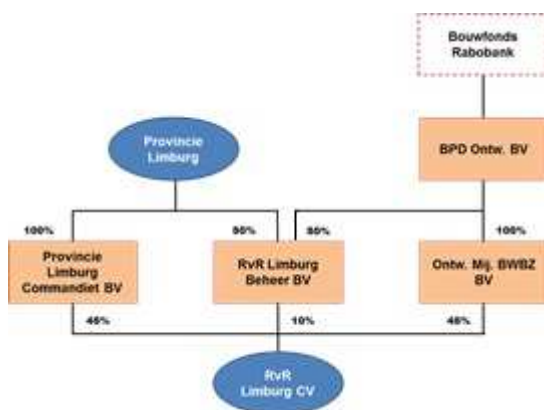 Bouwfonds
Rabobank
Provincie
Limburg
BPD Ontw. BV
100%
50%
50%
100%
Provincie
Limburg
Commandiet BV
RvR Limburg
Beheer BV
Ontw. Mij. BWBZ
BV
45%
10%
45%
RvR
Limburg CV